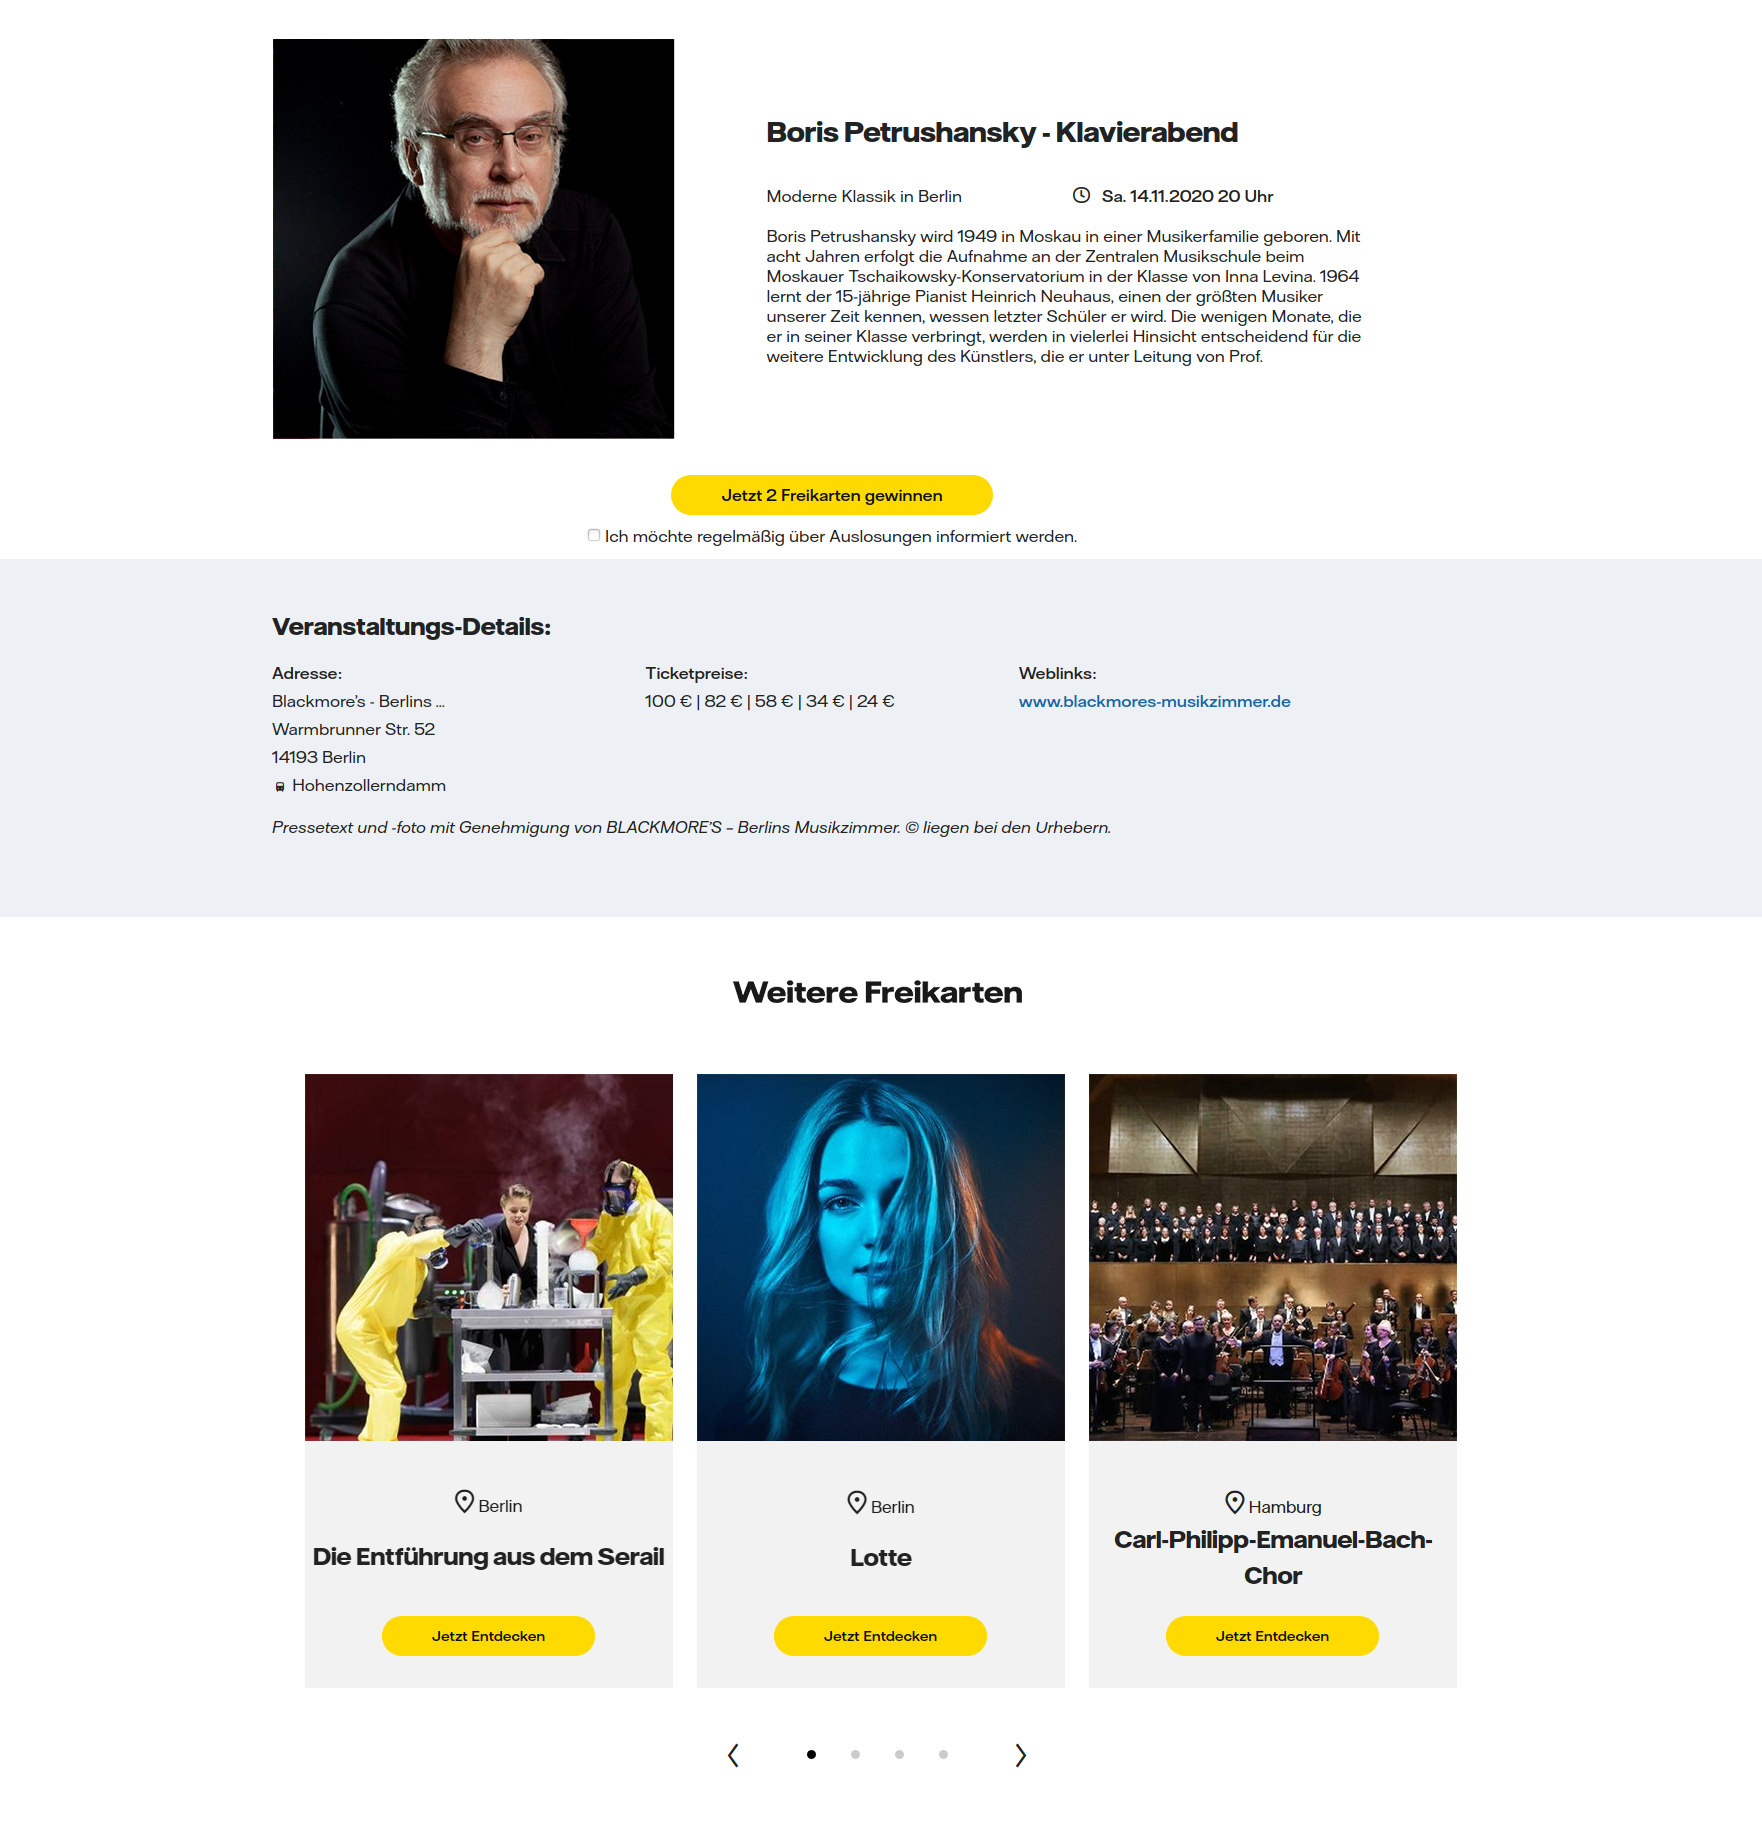 Boris Petrushansky - Klavierabend
Moderne Klassik in Berlin
Sa. 14.11.2020 20 Uhr
Boris Petrushansky wird 1949 in Moskau in einer Musikerfamilie geboren. Mit
acht Jahren erfolgt die Aufnahme an der Zentralen Musikschule beim
Moskauer Tschaikowsky-Konservatorium in der Klasse von Inna Levina. 1964
lernt der 15-jährige Pianist Heinrich Neuhaus, einen der größten Musiker
unserer Zeit kennen, wessen letzter Schüler er wird. Die wenigen Monate, die
er in seiner Klasse verbringt, werden in vielerlei Hinsicht entscheidend für die
weitere Entwicklung des Künstlers, die er unter Leitung von Prof.
Jetzt 2 Freikarten gewinnen
Ich möchte regelmäßig über Auslosungen informiert werden.
Veranstaltungs-Details:
Adresse:
Blackmore's - Berlins ...
Warmbrunner Str. 52
14193 Berlin
Hohenzollerndamm
Ticketpreise:
100 € | 82 € | 58 € | 34 € | 24 €
Weblinks:
www.blackmores-musikzimmer.de
Pressetext und -foto mit Genehmigung von BLACKMORE'S – Berlins Musikzimmer. © liegen bei den Urhebern.
Weitere Freikarten
Berlin
Die Entführung aus dem Serail
Jetzt Entdecken
Berlin
Lotte
Jetzt Entdecken
Hamburg
Carl-Philipp-Emanuel-Bach-
Chor
Jetzt Entdecken